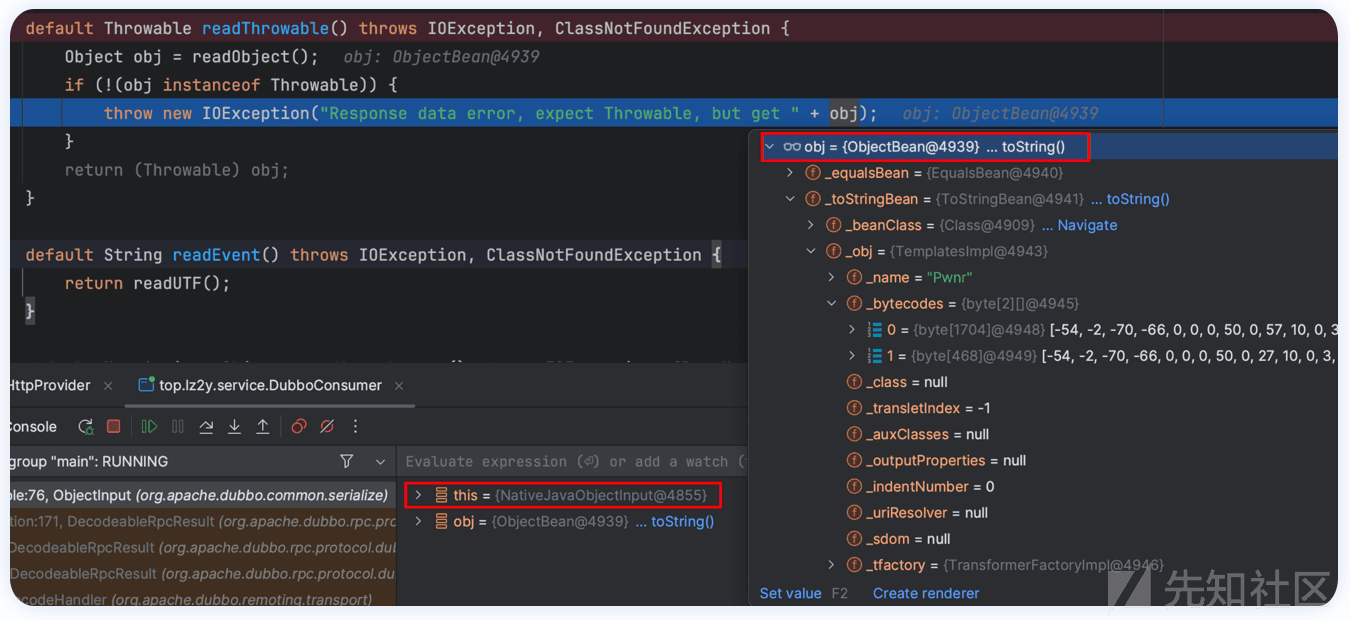 default Throwable readThrowable() throws IOException, ClassNotFoundException {
Object obj = readObject();   obj: ObjectBean@4939
if (!(obj instanceof Throwable)) {
throw new IOException("Response data error, expect Throwable, but get " + obj);   obj: ObjectBean@4939
}
return (Throwable) obj;
}
default String readEvent() throws IOException, ClassNotFoundException {
return readUTF();
}
obj = {ObjectBean@4939} ... toString()
_equalsBean = {EqualsBean@4940}
_toStringBean = {ToStringBean@4941} ... toString()
_beanClass = {Class@4909} ... Navigate
_obj = {TemplatesImpl@4943}
_name = "Pwnr"
_bytecodes = {byte[2][]@4945}
0 = {byte[1704]@4948} [-54, -2, -70, -66, 0, 0, 0, 50, 0, 57, 10, 0, 3
1 = {byte[468]@4949} [-54, -2, -70, -66, 0, 0, 0, 50, 0, 27, 10, 0, 3,
_class = null
_transletIndex = -1
_auxClasses = null
_outputProperties = null
_indentNumber = 0
_uriResolver = null
_sdom = null
_tfactory = {TransformerFactoryImpl@4946}
Set value F2 Create renderer
HttpProvider top.lz2y.service.DubboConsumer
Console
group "main": RUNNING
Evaluate expression (⏎) or add a watch (
ble:76, ObjectInput (org.apache.dubbo.common.serialize)
tion:171, DecodeableRpcResult (org.apache.dubbo.rpc.pro
DecodeableRpcResult (org.apache.dubbo.rpc.protocol.dub
DecodeableRpcResult (org.apache.dubbo.rpc.protocol.du
ecodeHandler (org.apache.dubbo.remoting.transport)
this = {NativeJavaObjectInput@4855}
obj = {ObjectBean@4939} ... toString()
先知社区